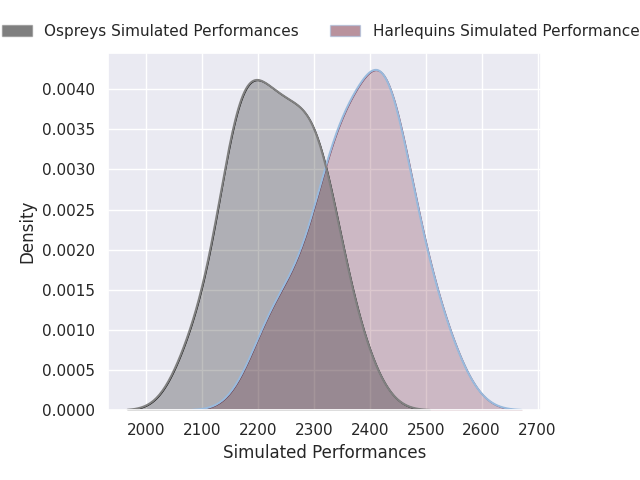 Ospreys Simulated Performances
Harlequins Simulated Performance
0.0040
0.0035
0.0030
0.0025
0.0020
0.0015
0.0010
0.0005
0.0000
Density
2000 2100 2200 2300 2400 2500 2600 2700
Simulated Performances